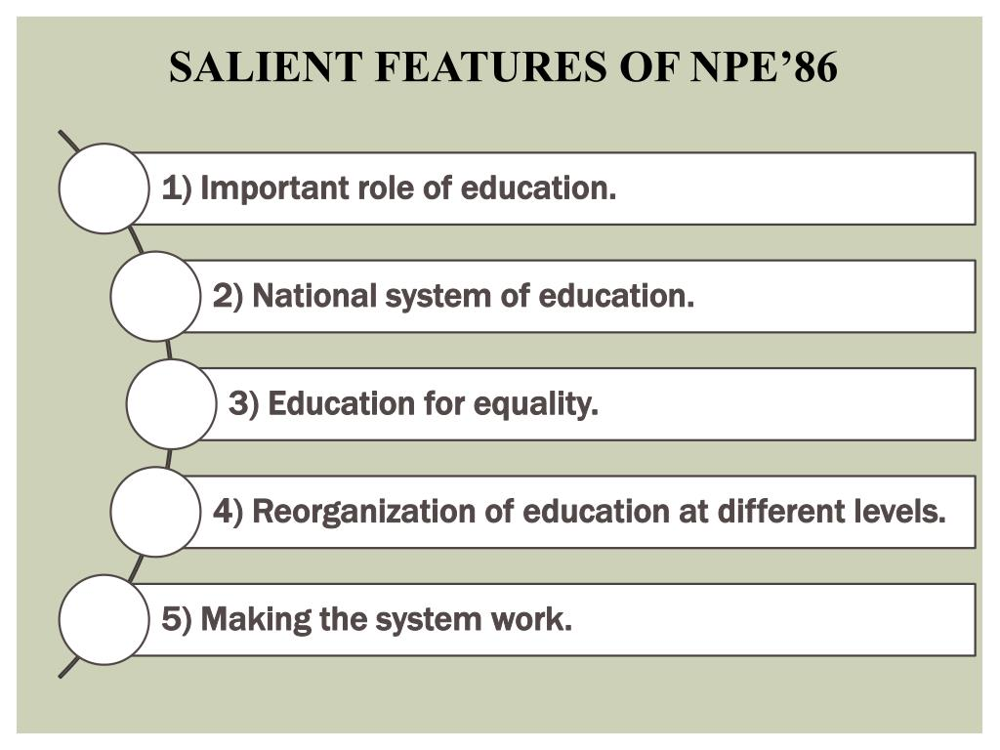 SALIENT FEATURES OF NPE’86
1) Important role of education.
2) National system of education.
3) Education for equality.
4) Reorganization of education at different levels.
5) Making the system work.